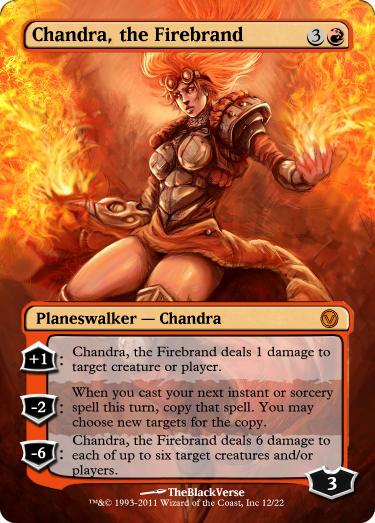 Chandra, the Firebrand 3
Planeswalker — Chandra
+1: Chandra, the Firebrand deals 1 damage to
target creature or player.
When you cast your next instant or sorcery
-2: spell this turn, copy that spell. You may
choose new targets for the copy.
Chandra, the Firebrand deals 6 damage to
-6: each of up to six target creatures and/or
players.
3
TheBlackVerse
™&© 1993-2011 Wizard of the Coast, Inc 12/22